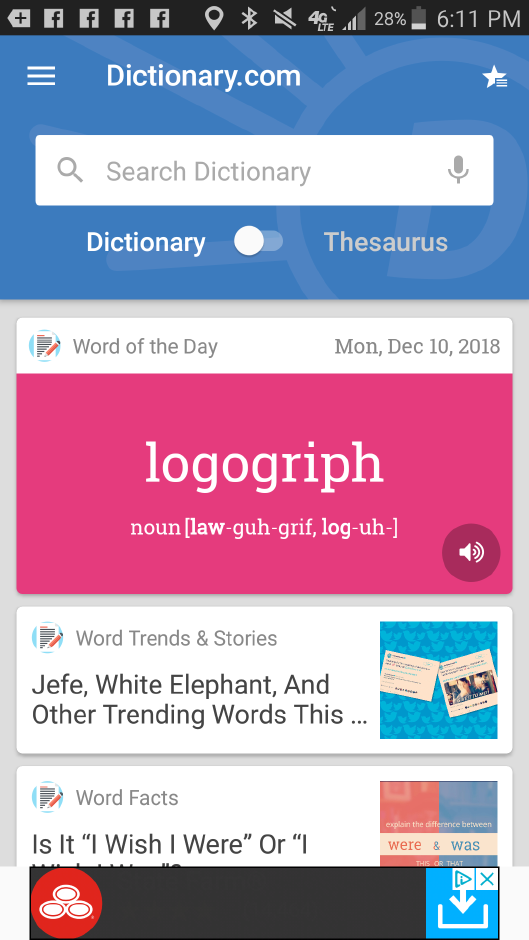 4G LTE 28% 6:11 PM
Dictionary.com
Search Dictionary
Dictionary Thesaurus
Word of the Day Mon, Dec 10, 2018
logogriph
noun [law-guh-grif, log-uh-]
Word Trends & Stories
Jefe, White Elephant, And
Other Trending Words This ...
Word Facts
explain the difference between
were & was
THIS OR THAT
Is It “I Wish I Were” Or “I